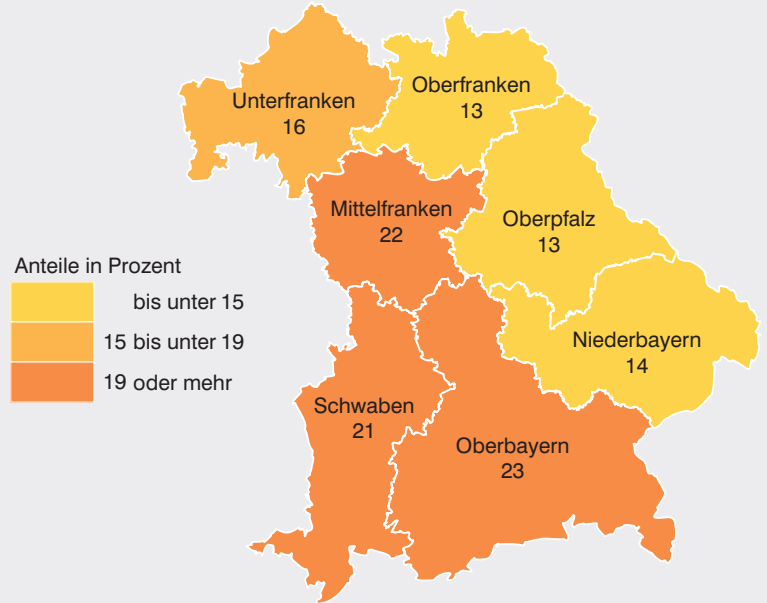 Oberfranken
13
Unterfranken
16
Mittelfranken
22
Oberpfalz
13
Anteile in Prozent
bis unter 15
15 bis unter 19
19 oder mehr
Niederbayern
14
Schwaben
21
Oberbayern
23